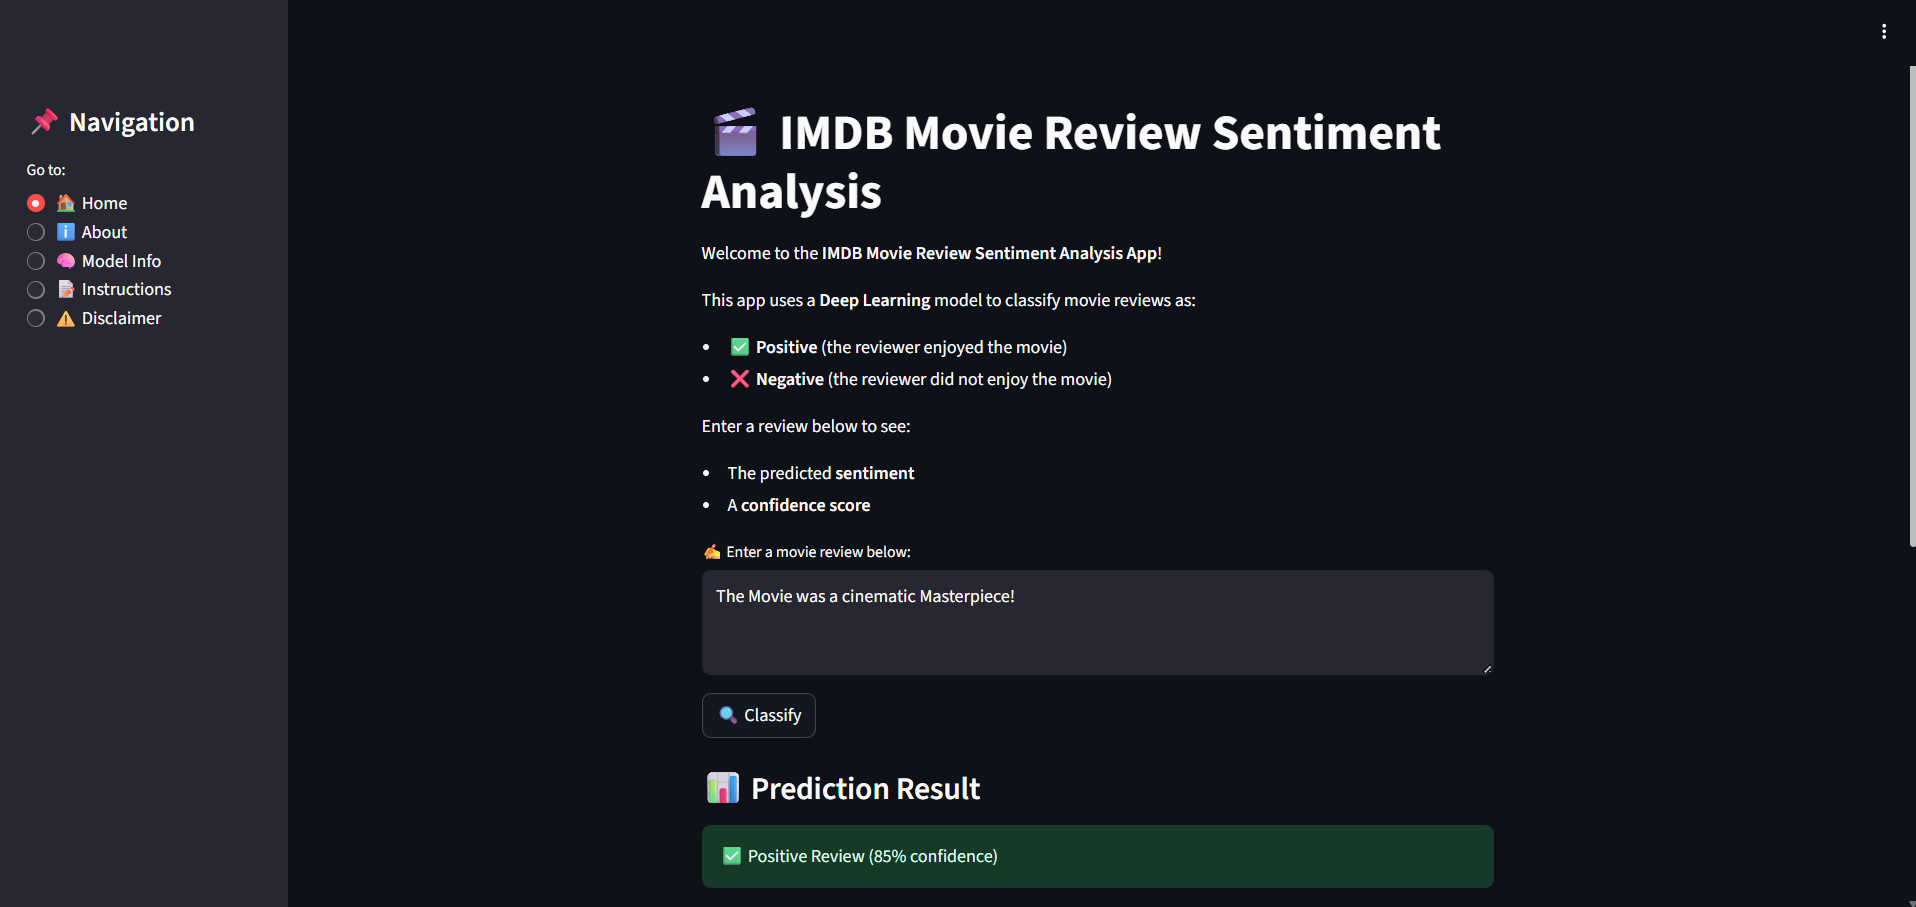 📌 Navigation
Go to:
🏠 Home
ℹ️ About
🧠 Model Info
📝 Instructions
⚠️ Disclaimer
🎬 IMDB Movie Review Sentiment
Analysis
Welcome to the IMDB Movie Review Sentiment Analysis App!
This app uses a Deep Learning model to classify movie reviews as:
• ✅ Positive (the reviewer enjoyed the movie)
• ❌ Negative (the reviewer did not enjoy the movie)
Enter a review below to see:
• The predicted sentiment
• A confidence score
✍️ Enter a movie review below:
The Movie was a cinematic Masterpiece!
🔍 Classify
📊 Prediction Result
✅ Positive Review (85% confidence)